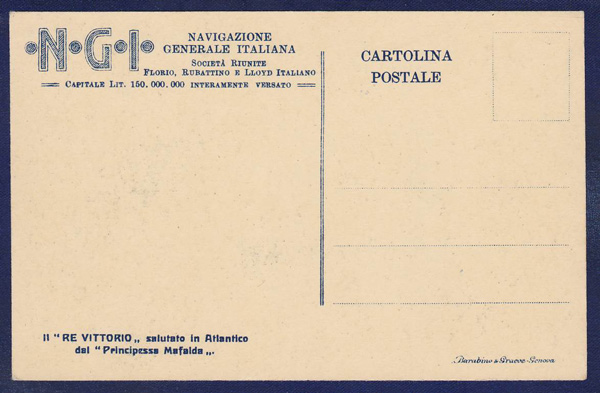 ·N·G·I·
NAVIGAZIONE
GENERALE ITALIANA
SOCIETÀ RIUNITE
FLORIO, RUBATTINO E LLOYD ITALIANO
CAPITALE LIT. 150.000.000 INTERAMENTE VERSATO
CARTOLINA
POSTALE
Il "RE VITTORIO„ salutato in Atlantico
dal "Principessa Mafalda„.
Barabino & Graeve-Genova